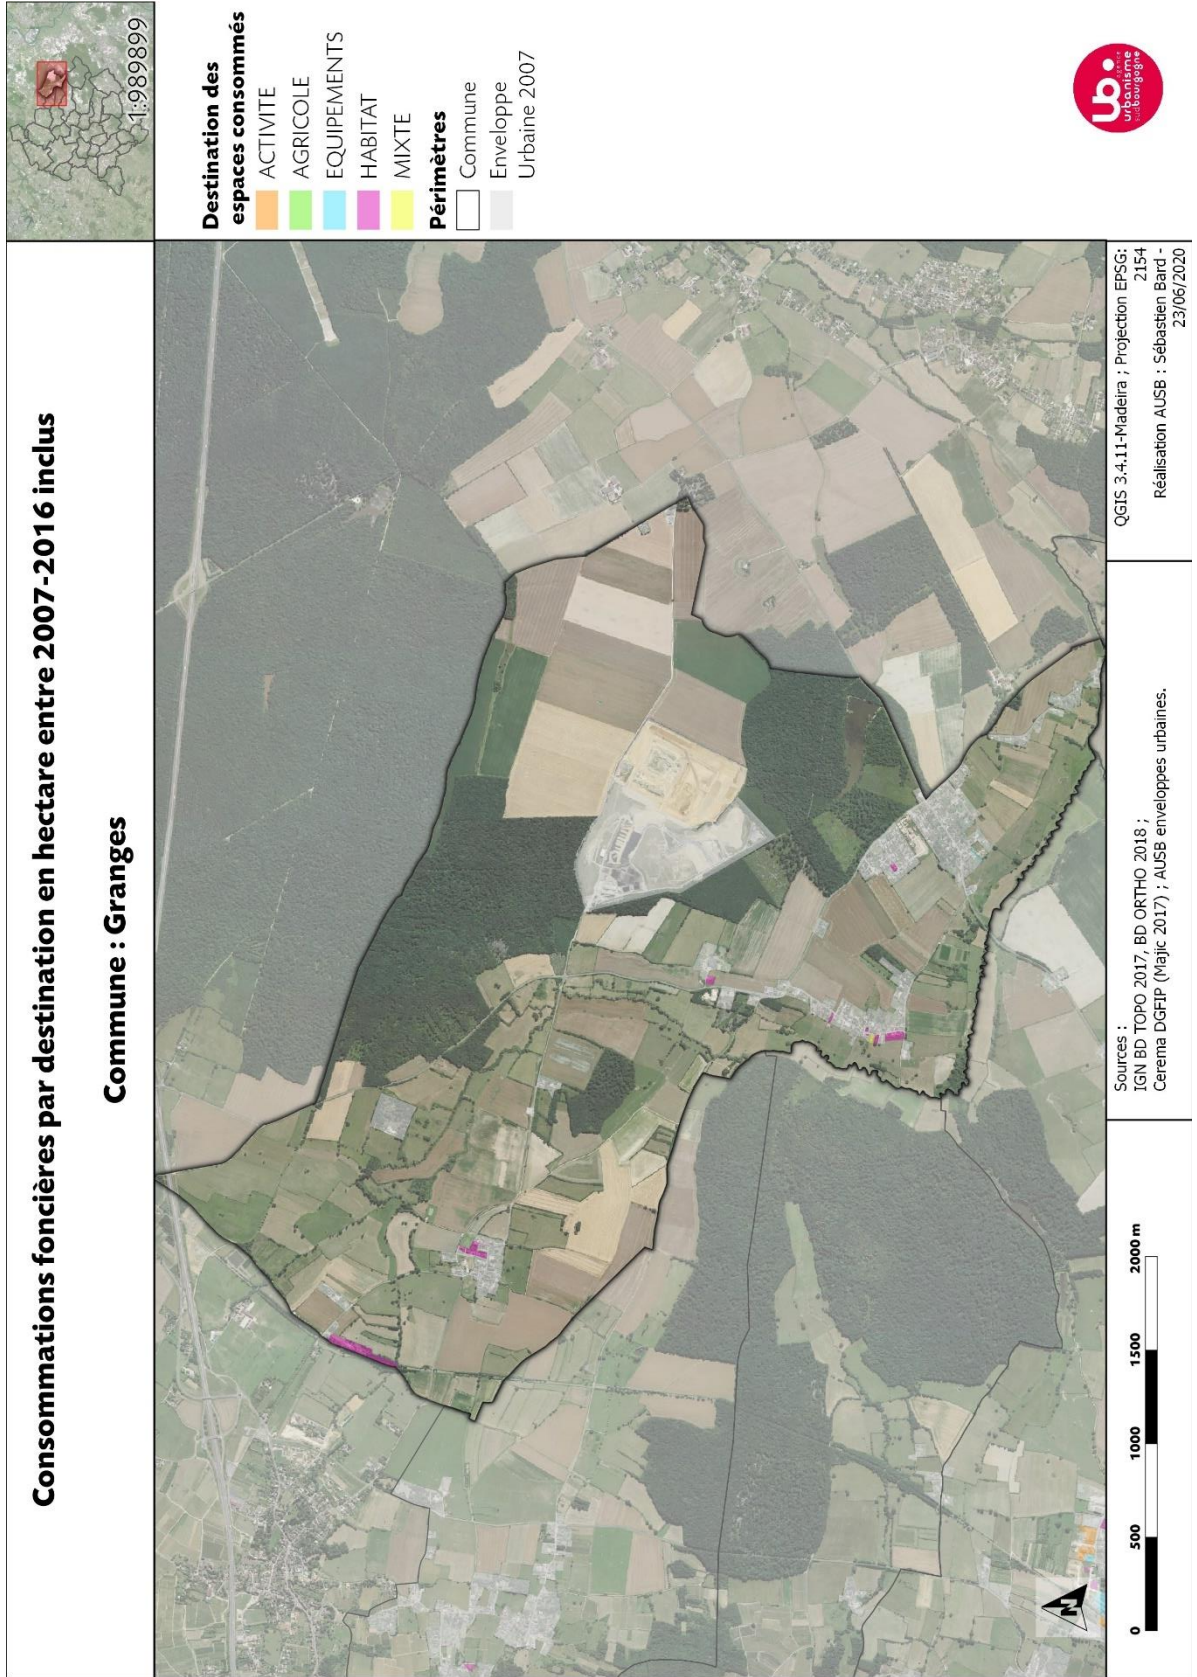 Consommations foncières par destination en hectare entre 2007-2016 inclus
Commune : Granges
1:989899
Destination des
espaces consommés
ACTIVITE
AGRICOLE
EQUIPEMENTS
HABITAT
MIXTE
Périmètres
Commune
Enveloppe
Urbaine 2007
N
0 500 1000 1500 2000 m
Sources :
IGN BD TOPO 2017, BD ORTHO 2018 ;
Cerema DGFIP (Majic 2017) ; AUSB enveloppes urbaines.
QGIS 3.4.11-Madeira ; Projection EPSG:
2154
Réalisation AUSB : Sébastien Bard -
23/06/2020
Ub
agence
urbanisme
sudbourgogne